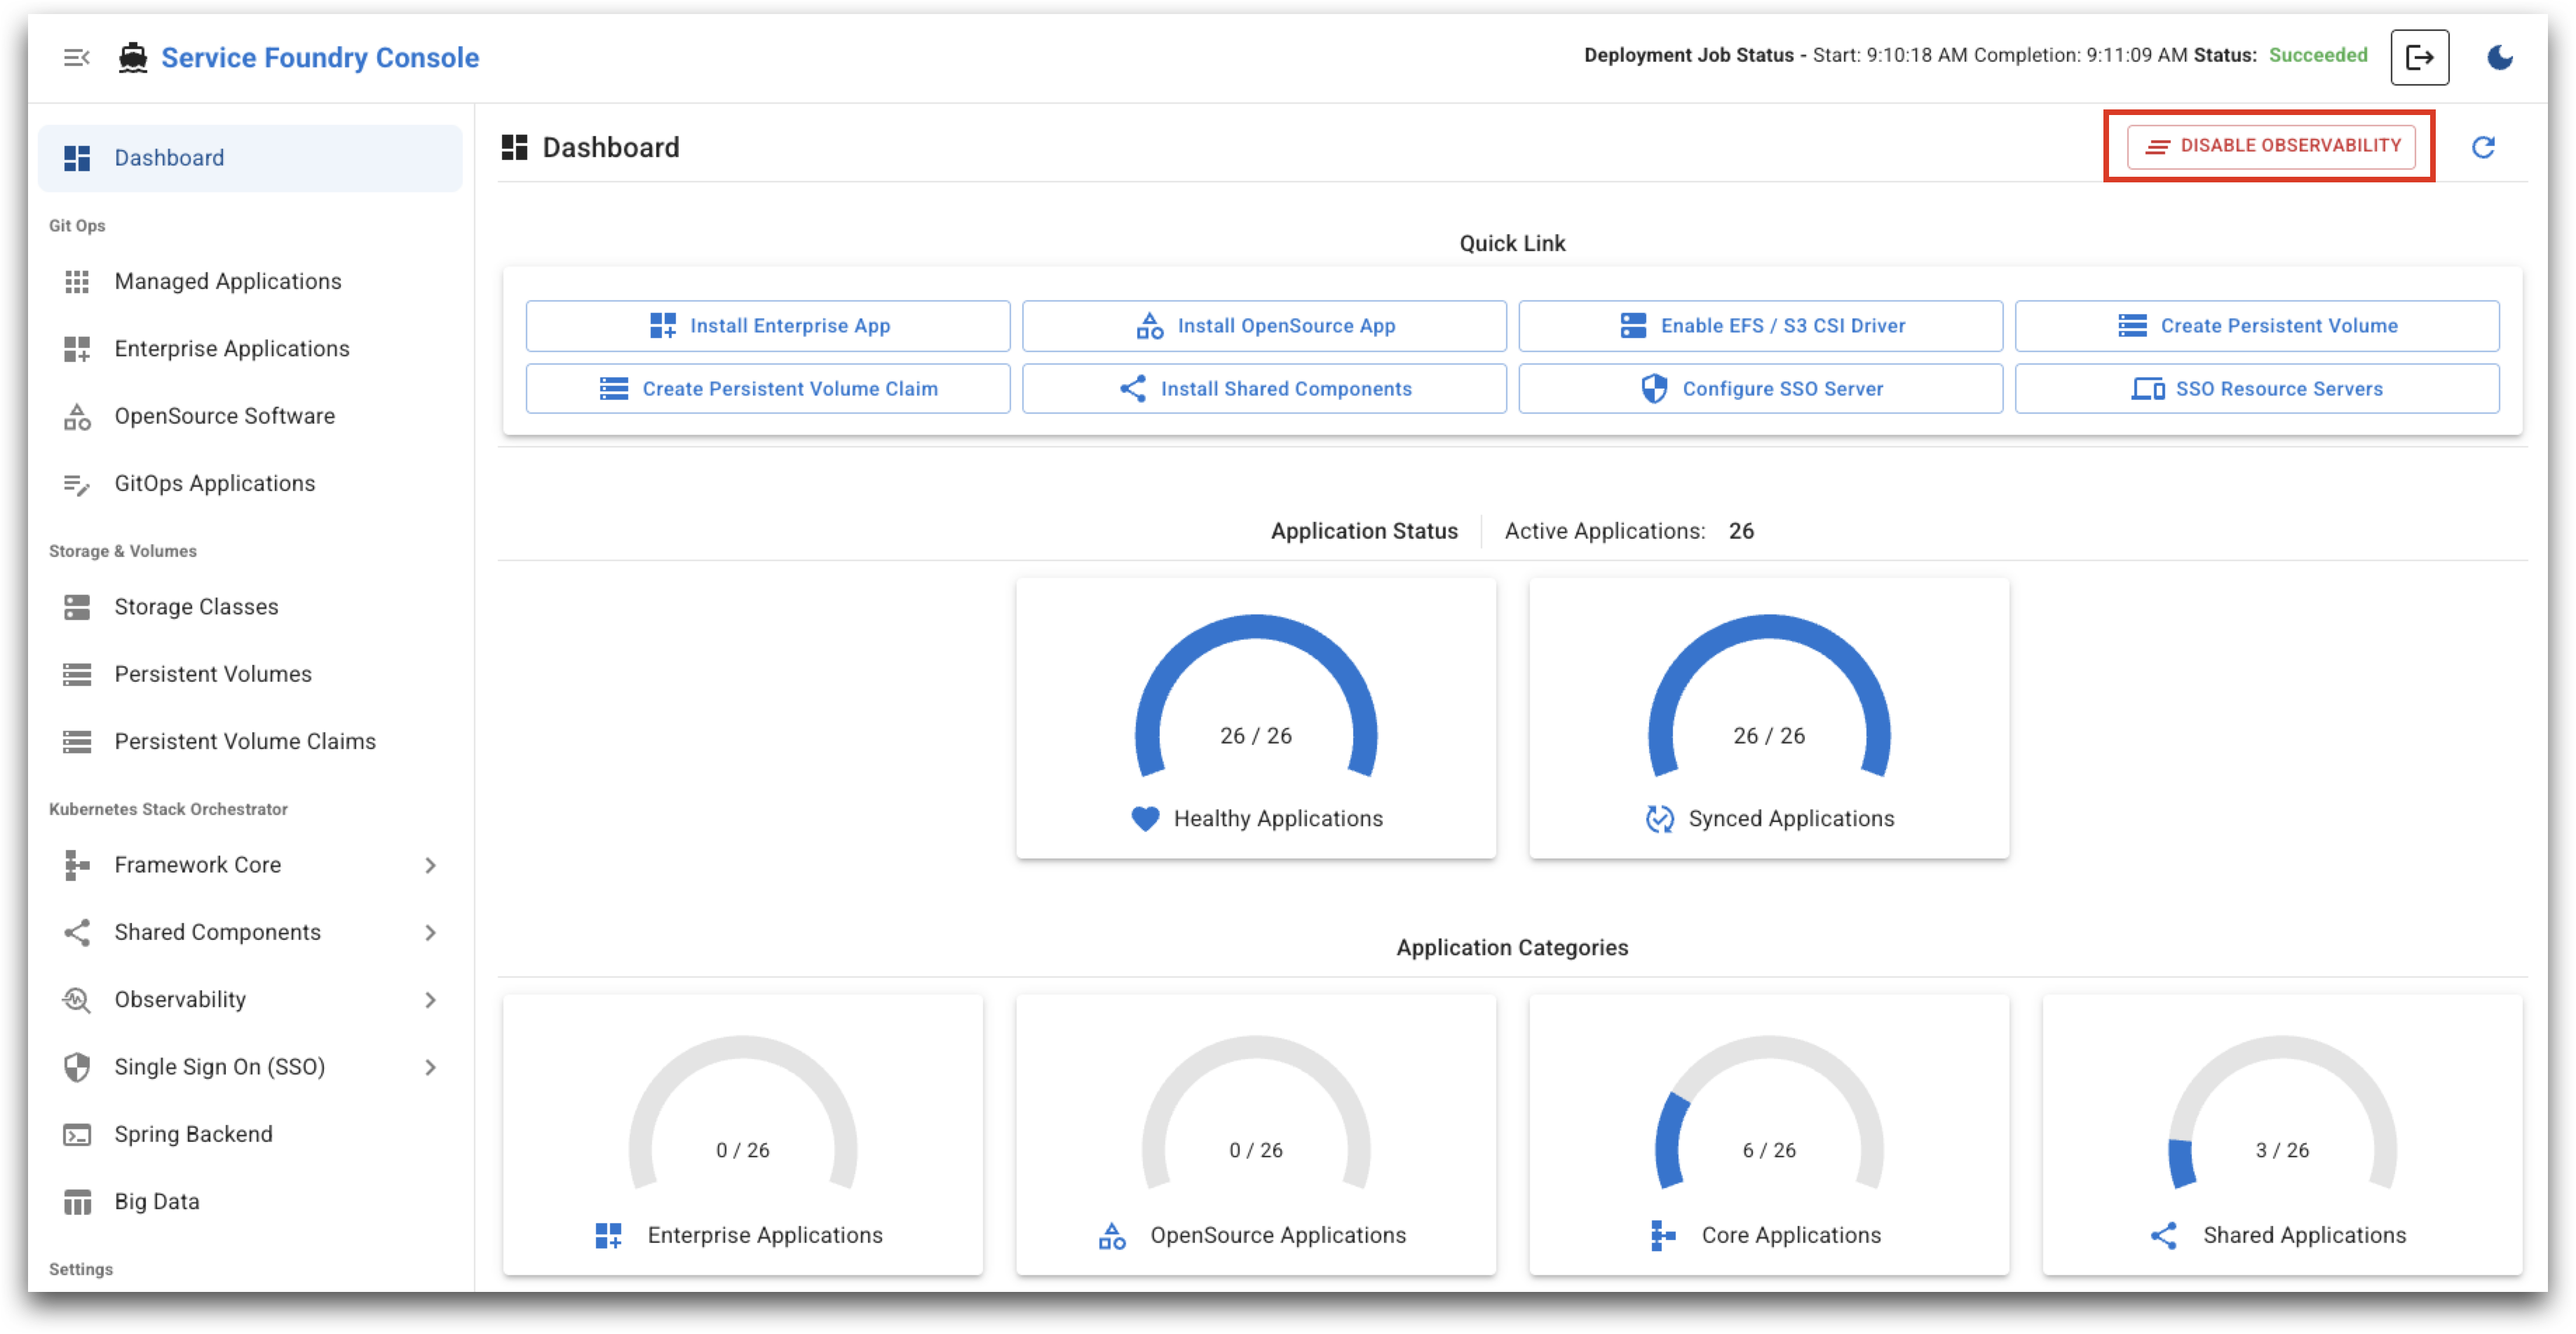 Service Foundry Console
Deployment Job Status - Start: 9:10:18 AM Completion: 9:11:09 AM Status: Succeeded
Dashboard
Git Ops
Managed Applications
Enterprise Applications
OpenSource Software
GitOps Applications
Storage & Volumes
Storage Classes
Persistent Volumes
Persistent Volume Claims
Kubernetes Stack Orchestrator
Framework Core
Shared Components
Observability
Single Sign On (SSO)
Spring Backend
Big Data
Settings
Dashboard
DISABLE OBSERVABILITY
Quick Link
Install Enterprise App
Install OpenSource App
Enable EFS / S3 CSI Driver
Create Persistent Volume
Create Persistent Volume Claim
Install Shared Components
Configure SSO Server
SSO Resource Servers
Application Status
Active Applications: 26
26 / 26
Healthy Applications
26 / 26
Synced Applications
Application Categories
0 / 26
Enterprise Applications
0 / 26
OpenSource Applications
6 / 26
Core Applications
3 / 26
Shared Applications